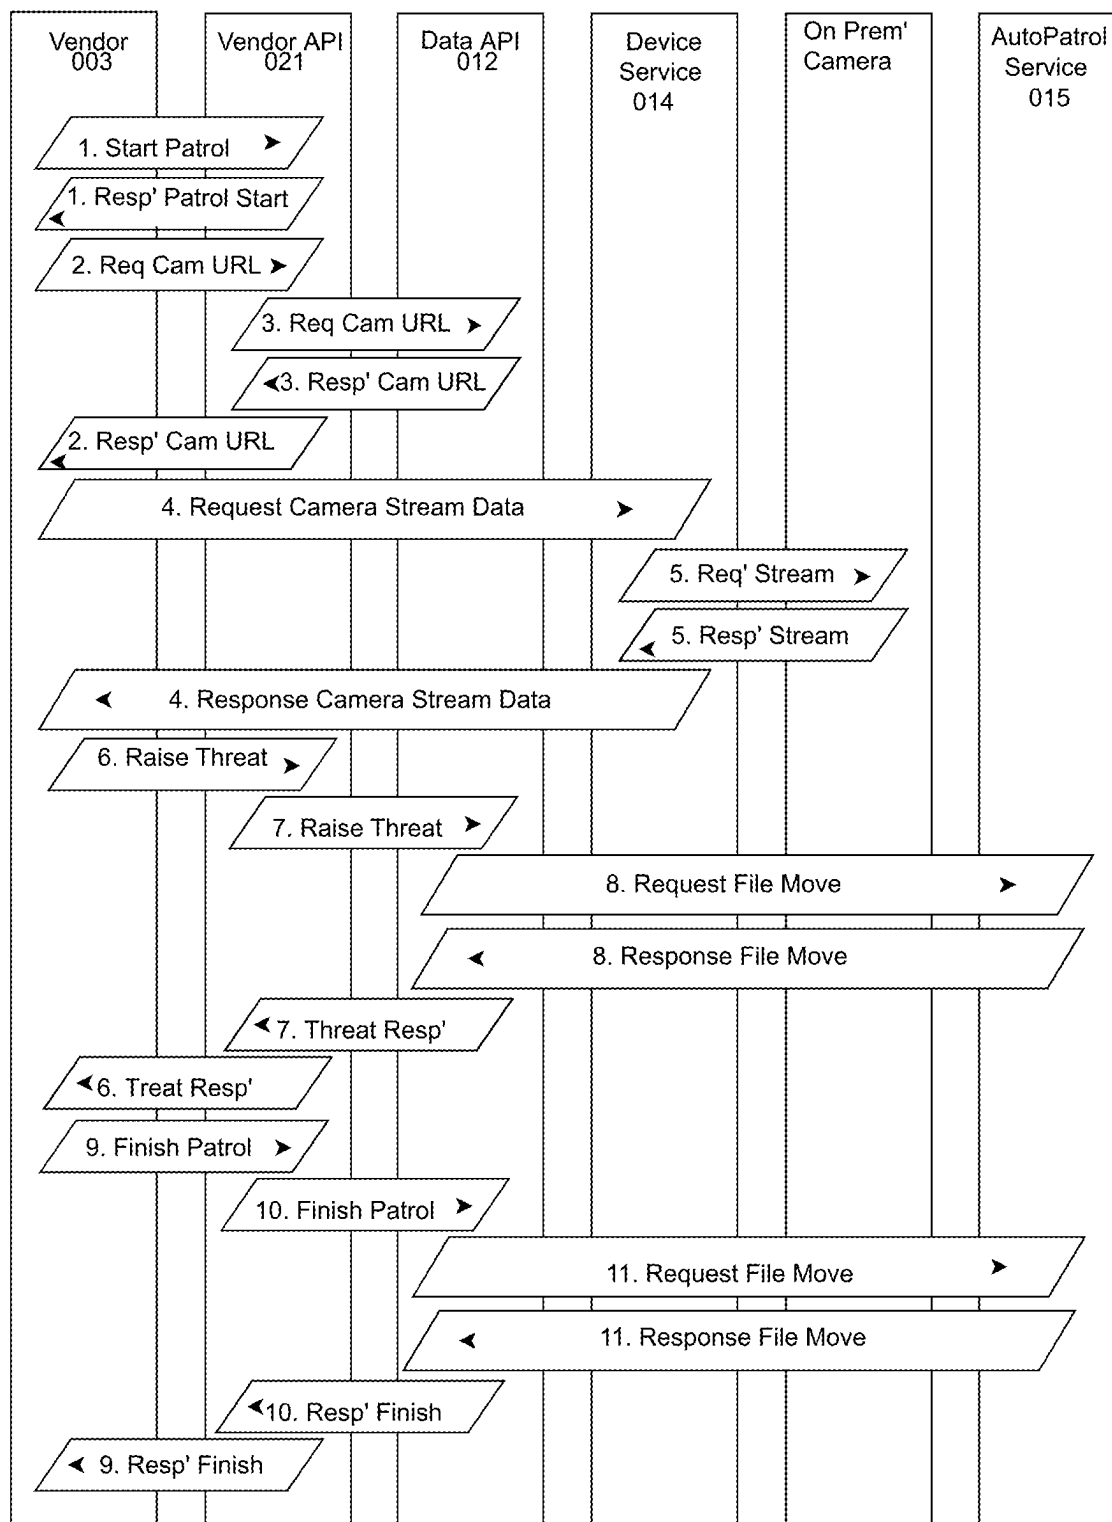 Vendor
003
Vendor API
021
Data API
012
Device
Service
014
On Prem'
Camera
AutoPatrol
Service
015
1. Start Patrol
1. Resp' Patrol Start
2. Req Cam URL
3. Req Cam URL
3. Resp' Cam URL
2. Resp' Cam URL
4. Request Camera Stream Data
5. Req' Stream
5. Resp' Stream
4. Response Camera Stream Data
6. Raise Threat
7. Raise Threat
8. Request File Move
8. Response File Move
7. Threat Resp'
6. Treat Resp'
9. Finish Patrol
10. Finish Patrol
11. Request File Move
11. Response File Move
10. Resp' Finish
9. Resp' Finish